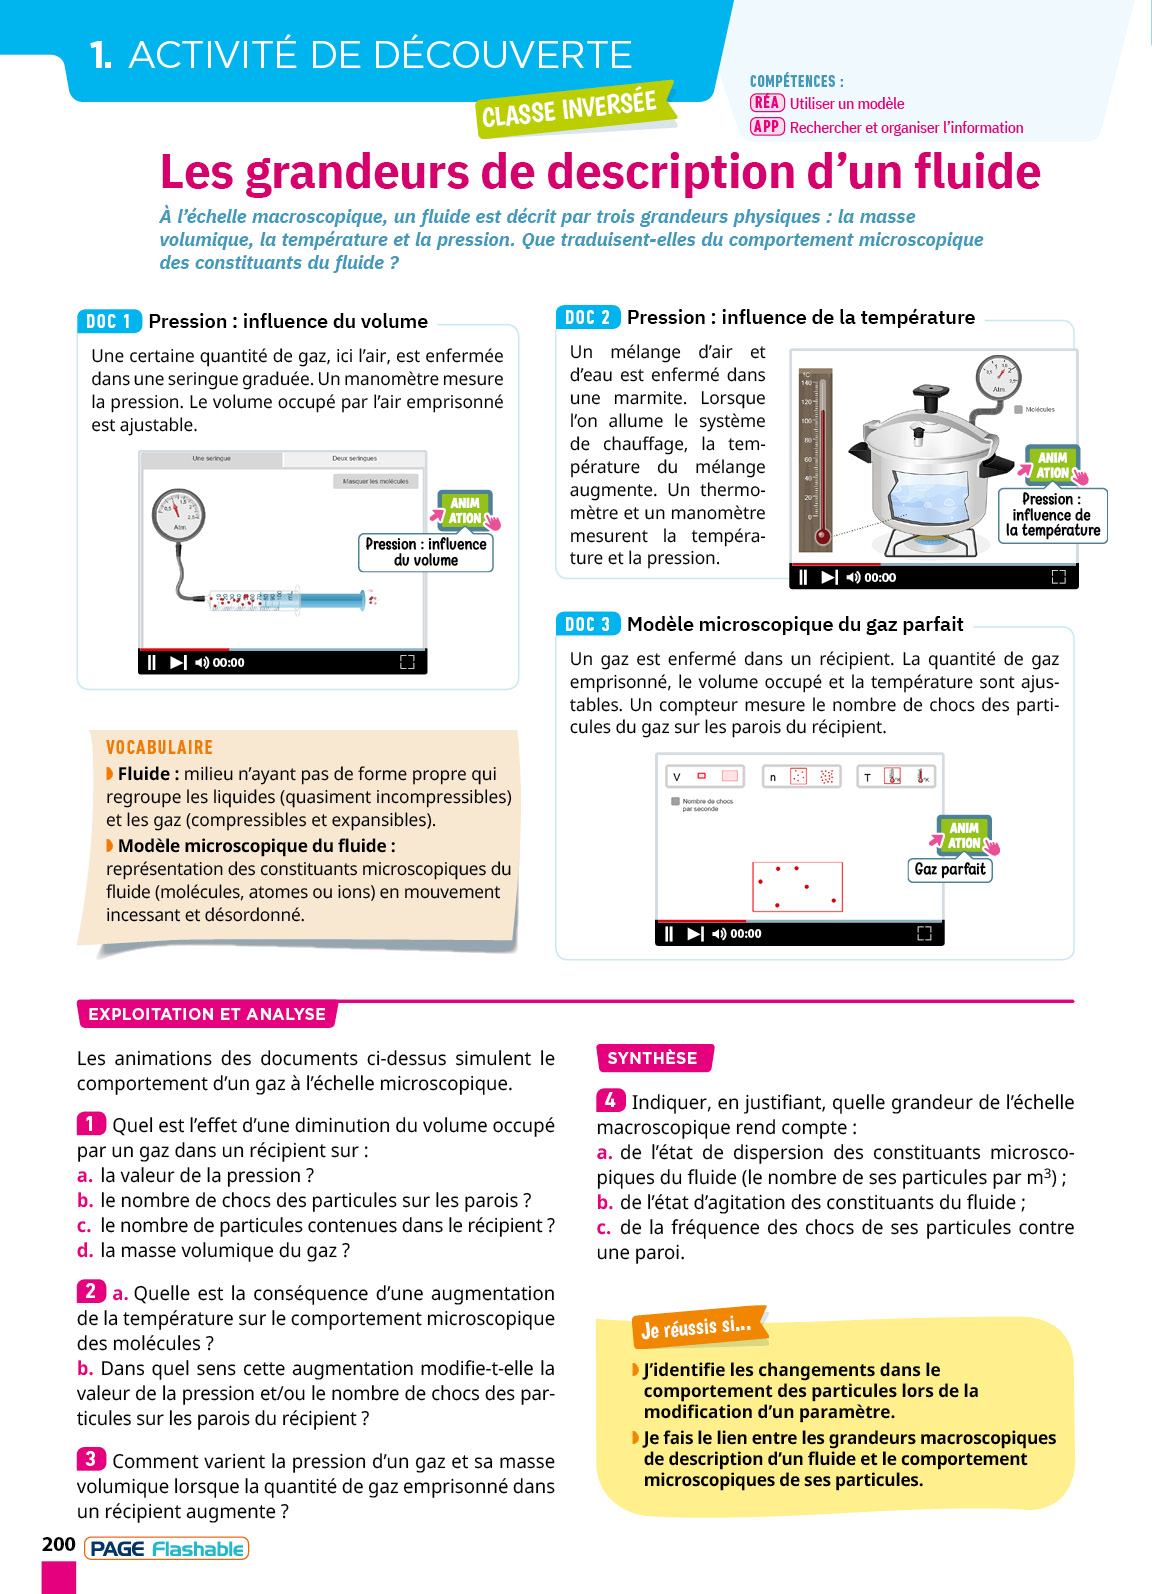 1. ACTIVITÉ DE DÉCOUVERTE
CLASSE INVERSÉE
COMPÉTENCES :
RÉA Utiliser un modèle
APP Rechercher et organiser l’information
Les grandeurs de description d’un fluide
À l’échelle macroscopique, un fluide est décrit par trois grandeurs physiques : la masse
volumique, la température et la pression. Que traduisent-elles du comportement microscopique
des constituants du fluide ?
DOC 1 Pression : influence du volume
Une certaine quantité de gaz, ici l’air, est enfermée
dans une seringue graduée. Un manomètre mesure
la pression. Le volume occupé par l’air emprisonné
est ajustable.
Une seringue
Deux seringues
Masquer les molécules
Atm
ANIM
ATION
Pression : influence
du volume
00:00
DOC 2 Pression : influence de la température
Un mélange d’air et
d’eau est enfermé dans
une marmite. Lorsque
l’on allume le système
de chauffage, la tem-
pérature du mélange
augmente. Un thermo-
mètre et un manomètre
mesurent la tempéra-
ture et la pression.
°C
140
120
100
80
60
40
20
0
Atm
Molécules
ANIM
ATION
Pression :
influence de
la température
00:00
DOC 3 Modèle microscopique du gaz parfait
Un gaz est enfermé dans un récipient. La quantité de gaz
emprisonné, le volume occupé et la température sont ajus-
tables. Un compteur mesure le nombre de chocs des parti-
cules du gaz sur les parois du récipient.
V
n
T
Nombre de chocs
par seconde
ANIM
ATION
Gaz parfait
00:00
VOCABULAIRE
Fluide : milieu n’ayant pas de forme propre qui
regroupe les liquides (quasiment incompressibles)
et les gaz (compressibles et expansibles).
Modèle microscopique du fluide :
représentation des constituants microscopiques du
fluide (molécules, atomes ou ions) en mouvement
incessant et désordonné.
EXPLOITATION ET ANALYSE
Les animations des documents ci-dessus simulent le
comportement d’un gaz à l’échelle microscopique.
1 Quel est l’effet d’une diminution du volume occupé
par un gaz dans un récipient sur :
a. la valeur de la pression ?
b. le nombre de chocs des particules sur les parois ?
c. le nombre de particules contenues dans le récipient ?
d. la masse volumique du gaz ?
2 a. Quelle est la conséquence d’une augmentation
de la température sur le comportement microscopique
des molécules ?
b. Dans quel sens cette augmentation modifie-t-elle la
valeur de la pression et/ou le nombre de chocs des par-
ticules sur les parois du récipient ?
3 Comment varient la pression d’un gaz et sa masse
volumique lorsque la quantité de gaz emprisonné dans
un récipient augmente ?
SYNTHÈSE
4 Indiquer, en justifiant, quelle grandeur de l’échelle
macroscopique rend compte :
a. de l’état de dispersion des constituants microsco-
piques du fluide (le nombre de ses particules par m³) ;
b. de l’état d’agitation des constituants du fluide ;
c. de la fréquence des chocs de ses particules contre
une paroi.
Je réussis si...
J’identifie les changements dans le
comportement des particules lors de la
modification d’un paramètre.
Je fais le lien entre les grandeurs macroscopiques
de description d’un fluide et le comportement
microscopiques de ses particules.
200 PAGE Flashable